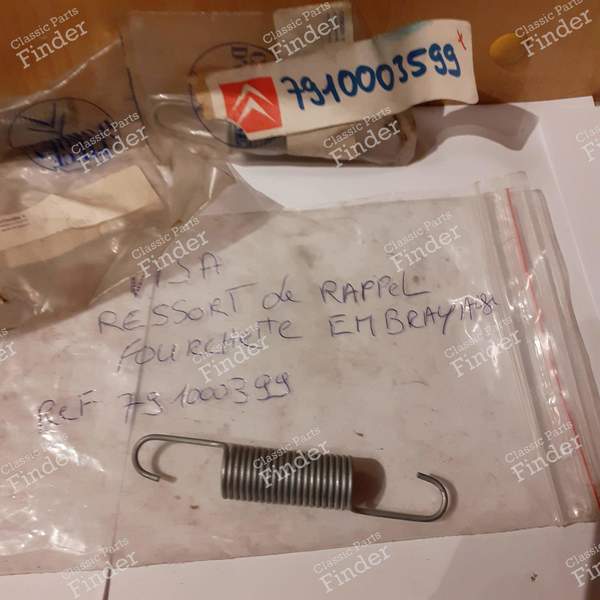 7910003599
VISA
RESSORT de RAPPEL
FOURCHETTE EMBRAYAGE
REF 791000399
Classic Parts
Finder